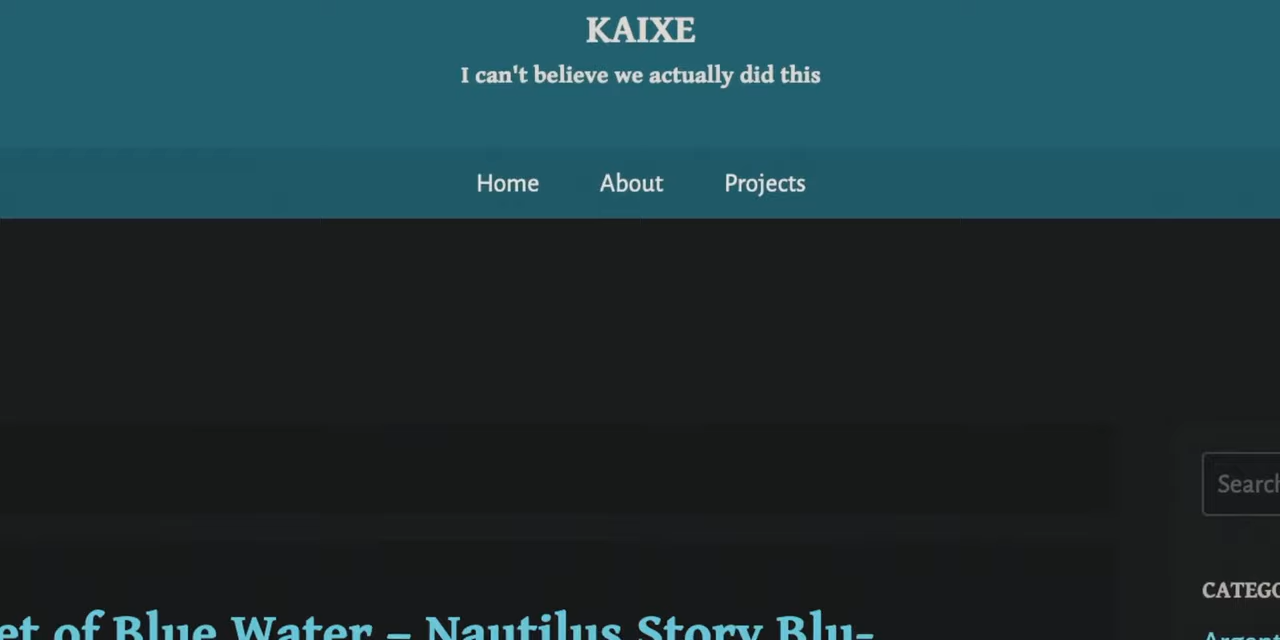 KAIXE
I can't believe we actually did this
Home About Projects
Search
CATEGO
et of Blue Water – Nautilus Story Blu-